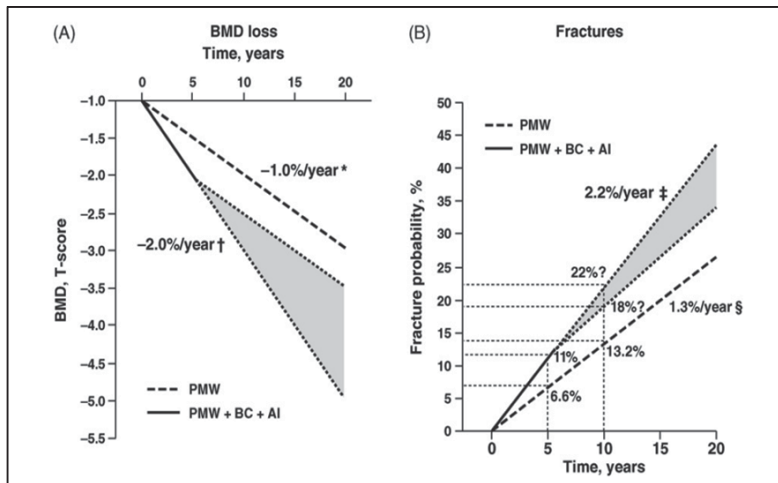 (A)
BMD loss
Time, years
0 5 10 15 20
BMD, T-score
–1.0
–1.5
–2.0
–2.5
–3.0
–3.5
–4.0
–4.5
–5.0
–5.5
–1.0%/year *
–2.0%/year †
PMW
PMW + BC + AI
(B)
Fractures
Fracture probability, %
50
45
40
35
30
25
20
15
10
5
0
PMW
PMW + BC + AI
2.2%/year ‡
22%?
18%?
1.3%/year §
11%
13.2%
6.6%
0 5 10 15 20
Time, years